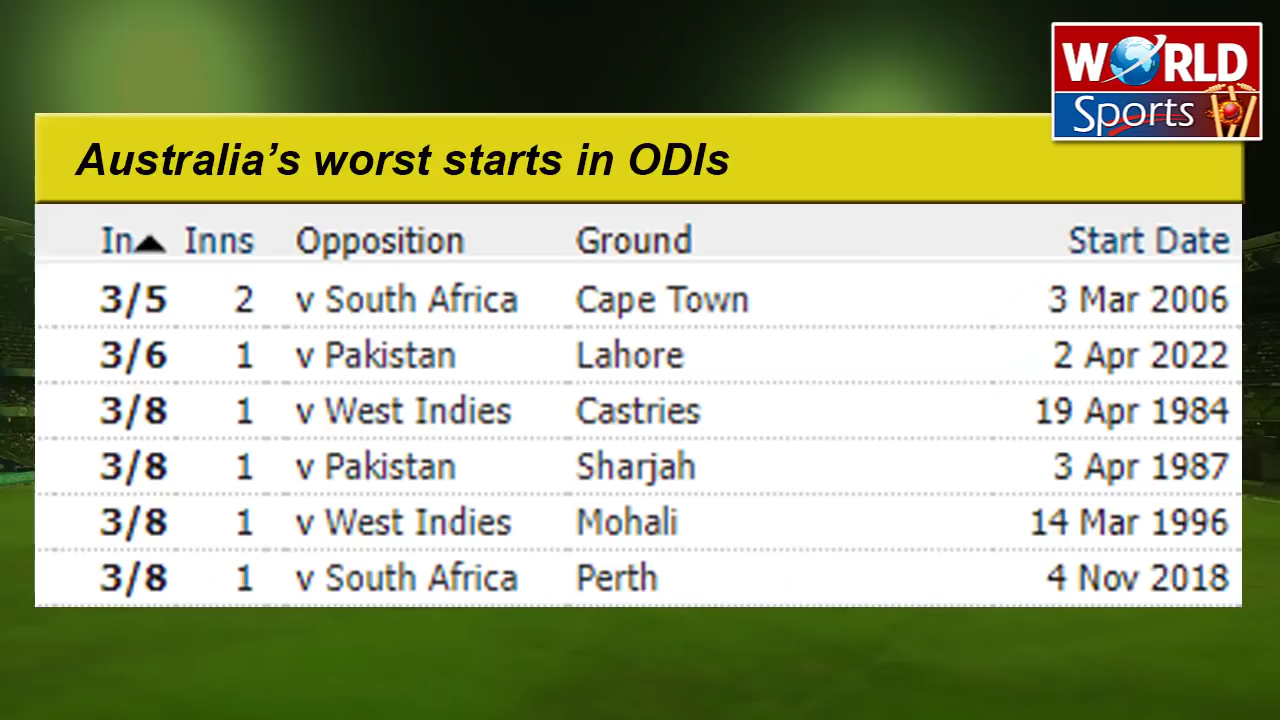 WORLD
Sports
Australia's worst starts in ODIs
In▲ Inns Opposition Ground Start Date
3/5 2 v South Africa Cape Town 3 Mar 2006
3/6 1 v Pakistan Lahore 2 Apr 2022
3/8 1 v West Indies Castries 19 Apr 1984
3/8 1 v Pakistan Sharjah 3 Apr 1987
3/8 1 v West Indies Mohali 14 Mar 1996
3/8 1 v South Africa Perth 4 Nov 2018